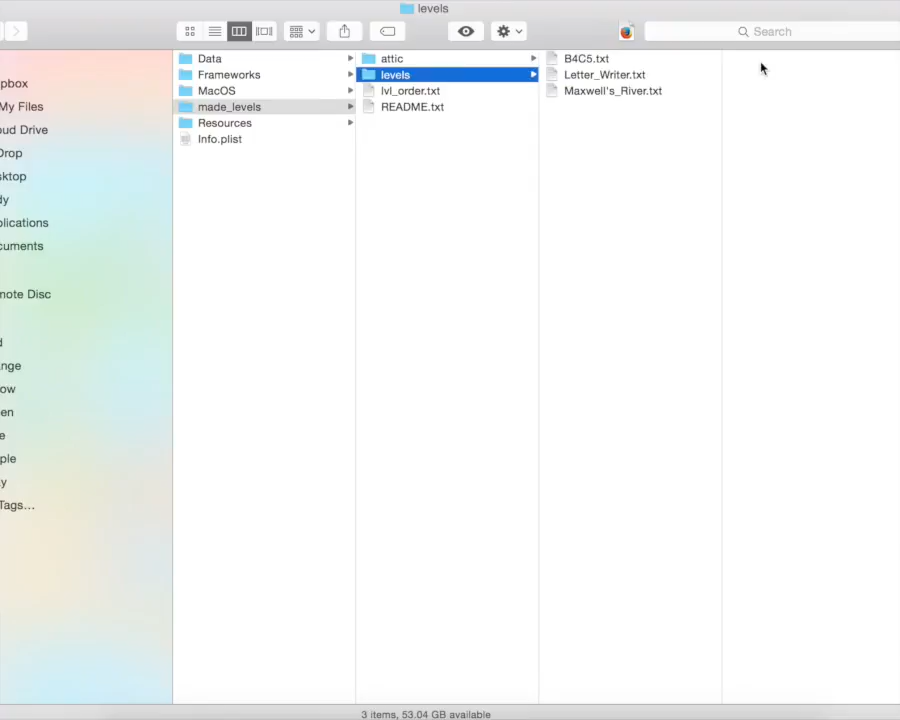 levels
Search
pbox
My Files
oud Drive
Drop
sktop
dy
plications
cuments
mote Disc
d
nge
ow
en
e
ple
y
Tags...
Data
Frameworks
MacOS
made_levels
Resources
Info.plist
attic
levels
lvl_order.txt
README.txt
B4C5.txt
Letter_Writer.txt
Maxwell's_River.txt
3 items, 53.04 GB available